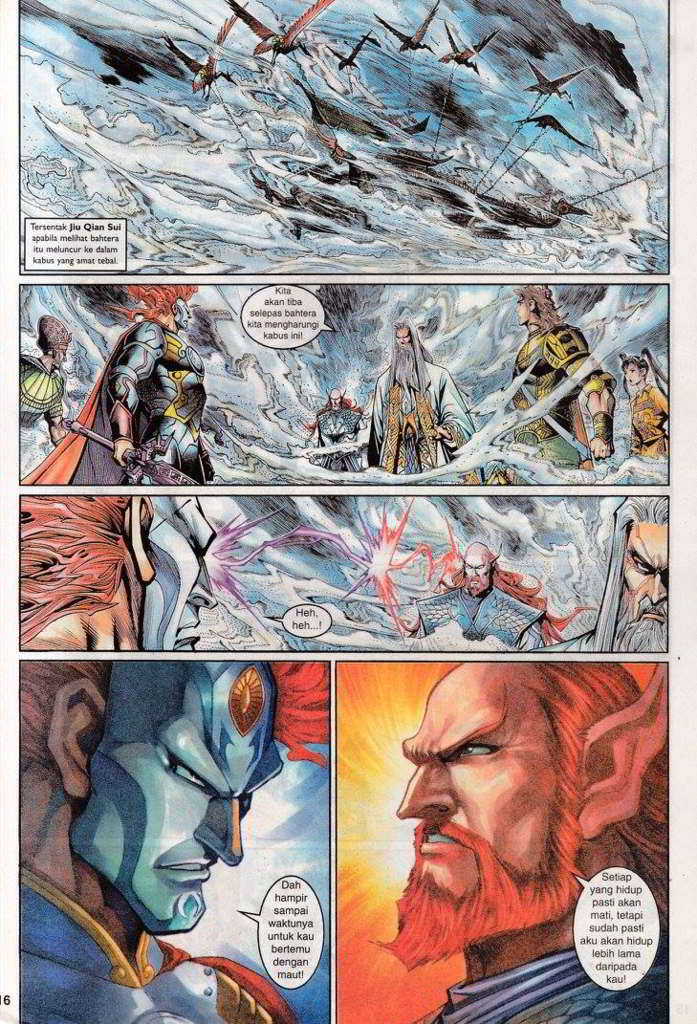 Tersentak Jiu Qian Sui
apabila melihat bahtera
itu meluncur ke dalam
kabus yang amat tebal.
Kita
akan tiba
selepas bahtera
kita mengharungi
kabus ini!
Heh,
heh...!
Dah
hampir
sampai
waktunya
untuk kau
bertemu
dengan
maut!
Setiap
yang hidup
pasti akan
mati, tetapi
sudah pasti
aku akan hidup
lebih lama
daripada
kau!
16